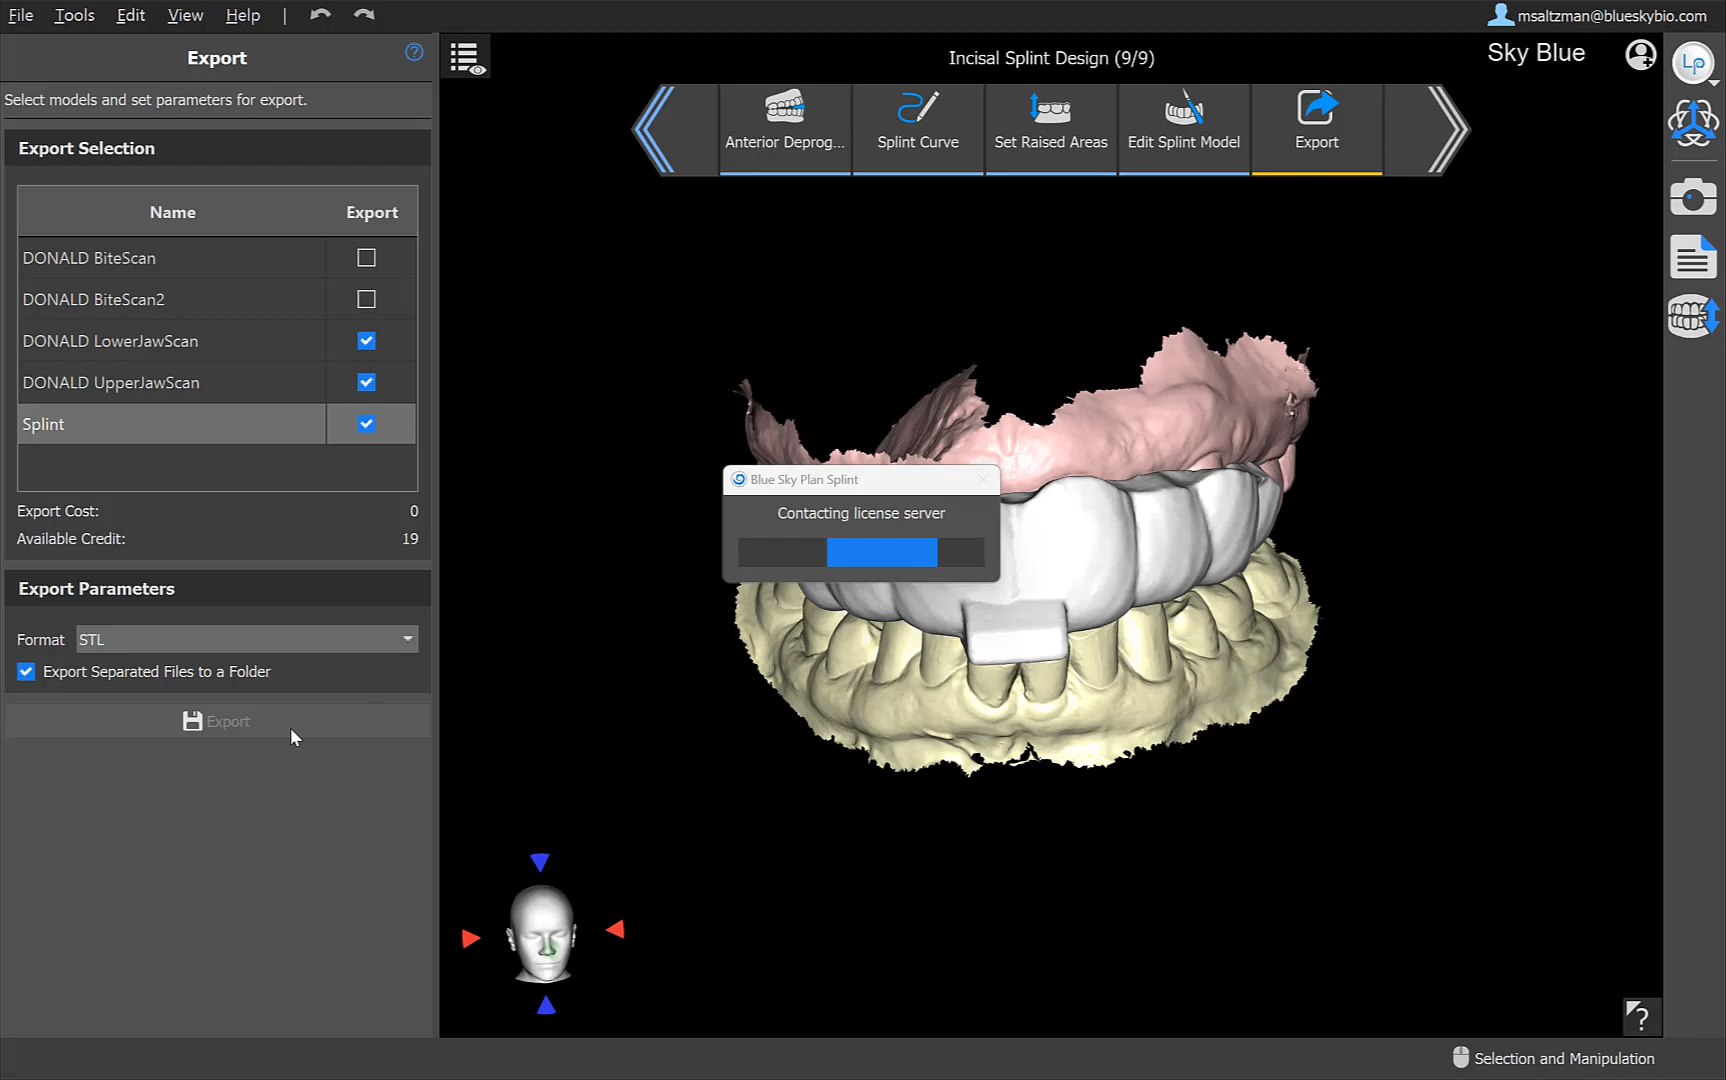 File Tools Edit View Help
msaltzman@blueskybio.com
Export
Select models and set parameters for export.
Export Selection
Name Export
DONALD BiteScan
DONALD BiteScan2
DONALD LowerJawScan
DONALD UpperJawScan
Splint
Export Cost: 0
Available Credit: 19
Export Parameters
Format STL
Export Separated Files to a Folder
Export
Incisal Splint Design (9/9)
Sky Blue
Lp
Anterior Deprog... Splint Curve Set Raised Areas Edit Splint Model Export
Blue Sky Plan Splint
Contacting license server
?
Selection and Manipulation